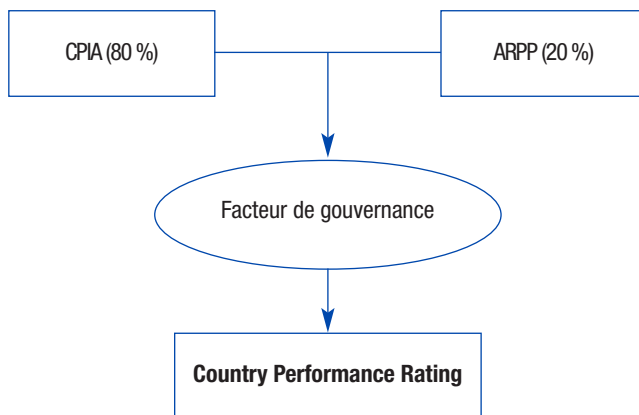 CPIA (80 %)
ARPP (20 %)
Facteur de gouvernance
Country Performance Rating